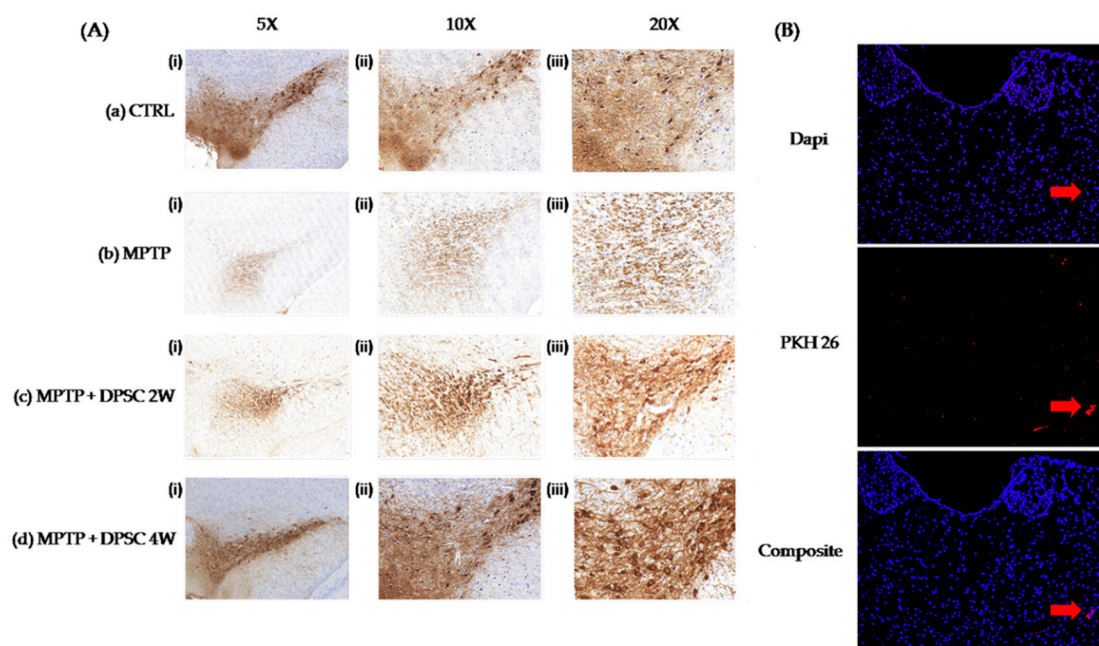 (A) 5X 10X 20X (B)
(i) (ii) (iii)
(a) CTRL
Dapi
(i) (ii) (iii)
(b) MPTP
(i) (ii) (iii)
PKH 26
(c) MPTP + DPSC 2W
(i) (ii) (iii)
(d) MPTP + DPSC 4W
Composite